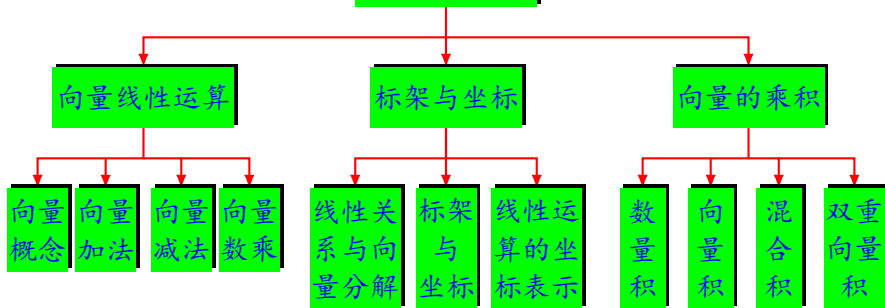 向量线性运算
标架与坐标
向量的乘积
向量
概念
向量
加法
向量
减法
向量
数乘
线性关
系与向
量分解
标架
与
坐标
线性运
算的坐
标表示
数
量
积
向
量
积
混
合
积
双重
向量
积